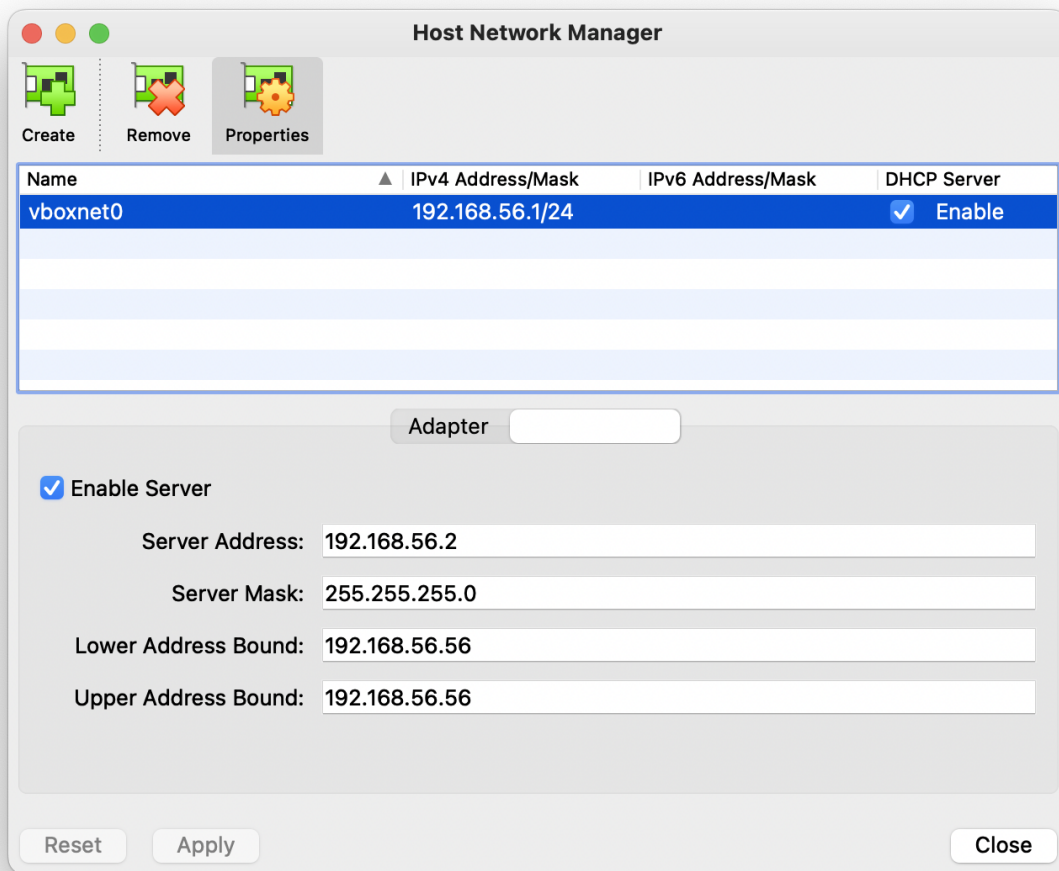 Host Network Manager
Create Remove Properties
Name IPv4 Address/Mask IPv6 Address/Mask DHCP Server
vboxnet0 192.168.56.1/24 Enable
Adapter
Enable Server
Server Address: 192.168.56.2
Server Mask: 255.255.255.0
Lower Address Bound: 192.168.56.56
Upper Address Bound: 192.168.56.56
Reset Apply Close